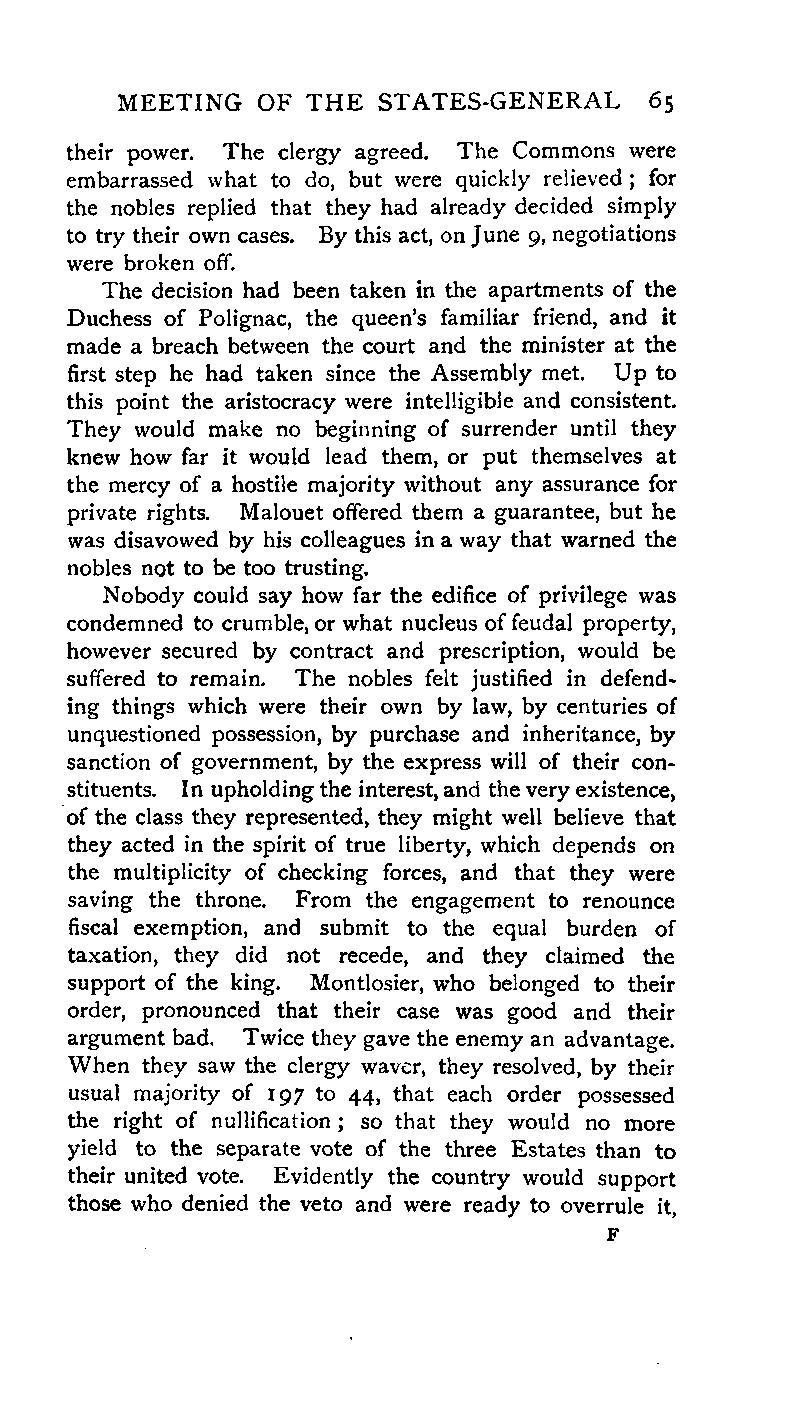 MEETING OF THE STATES-GENERAL 65
their power. The clergy agreed. The Commons were
embarrassed what to do, but were quickly relieved ; for
the nobles replied that they had already decided simply
to try their own cases. By this act, on June 9, negotiations
were broken off.
The decision had been taken in the apartments of the
Duchess of Polignac, the queen's familiar friend, and it
made a breach between the court and the minister at the
first step he had taken since the Assembly met. Up to
this point the aristocracy were intelligible and consistent.
They would make no beginning of surrender until they
knew how far it would lead them, or put themselves at
the mercy of a hostile majority without any assurance for
private rights. Malouet offered them a guarantee, but he
was disavowed by his colleagues in a way that warned the
nobles not to be too trusting.
Nobody could say how far the edifice of privilege was
condemned to crumble, or what nucleus of feudal property,
however secured by contract and prescription, would be
suffered to remain. The nobles felt justified in defend-
ing things which were their own by law, by centuries of
unquestioned possession, by purchase and inheritance, by
sanction of government, by the express will of their con-
stituents. In upholding the interest, and the very existence,
of the class they represented, they might well believe that
they acted in the spirit of true liberty, which depends on
the multiplicity of checking forces, and that they were
saving the throne. From the engagement to renounce
fiscal exemption, and submit to the equal burden of
taxation, they did not recede, and they claimed the
support of the king. Montlosier, who belonged to their
order, pronounced that their case was good and their
argument bad. Twice they gave the enemy an advantage.
When they saw the clergy waver, they resolved, by their
usual majority of 197 to 44, that each order possessed
the right of nullification ; so that they would no more
yield to the separate vote of the three Estates than to
their united vote. Evidently the country would support
those who denied the veto and were ready to overrule it,
F